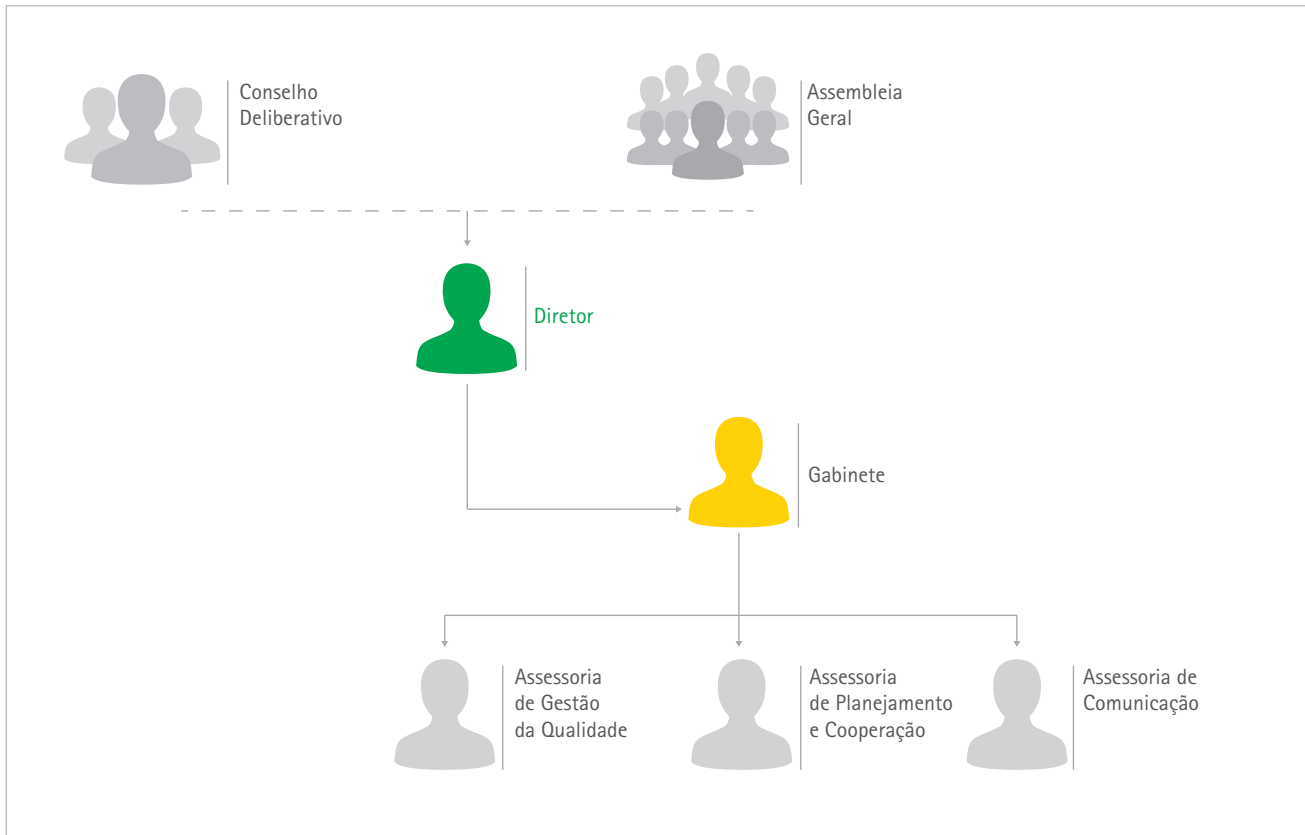 Conselho
Deliberativo
Assembleia
Geral
Diretor
Gabinete
Assessoria
de Gestão
da Qualidade
Assessoria
de Planejamento
e Cooperação
Assessoria de
Comunicação